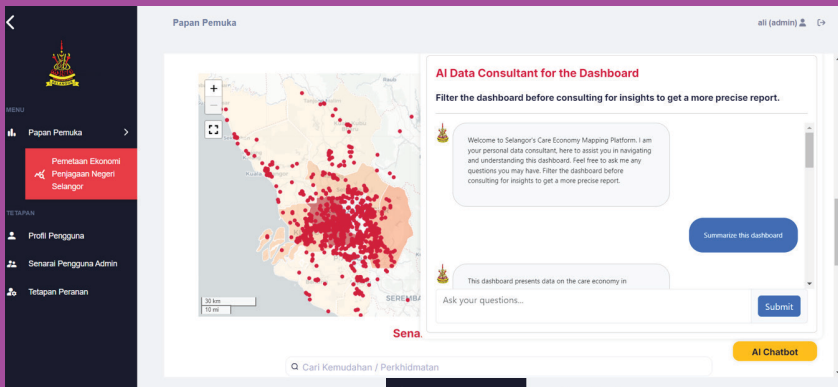 Papan Pemuka
ali (admin)
SELANGOR
MENU
Papan Pemuka
Pemetaan Ekonomi
Penjagaan Negeri
Selangor
TETAPAN
Profil Pengguna
Senarai Pengguna Admin
Tetapan Peranan
+
−
Raub
Kuala
SEREMBA
30 km
10 mi
AI Data Consultant for the Dashboard
Filter the dashboard before consulting for insights to get a more precise report.
Welcome to Selangor's Care Economy Mapping Platform. I am
your personal data consultant, here to assist you in navigating
and understanding this dashboard. Feel free to ask me any
questions you may have. Filter the dashboard before
consulting for insights to get a more precise report.
Summarize this dashboard
This dashboard presents data on the care economy in
Ask your questions...
Submit
Sena
AI Chatbot
Cari Kemudahan / Perkhidmatan